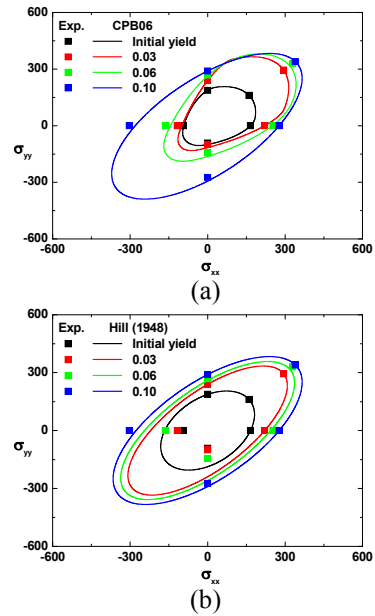 Exp. CPB06
Initial yield
0.03
0.06
0.10
600
300
0
-300
-600
-600 -300 0 300 600
σyy
σxx
(a)
Exp. Hill (1948)
Initial yield
0.03
0.06
0.10
600
300
0
-300
-600
-600 -300 0 300 600
σyy
σxx
(b)